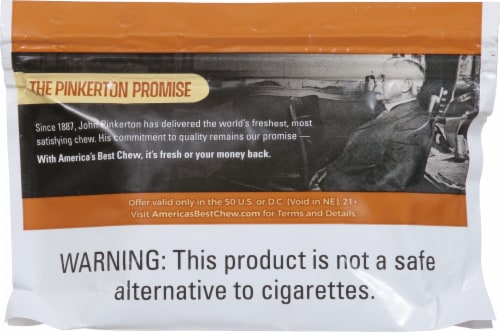 THE PINKERTON PROMISE
Since 1887, John Pinkerton has delivered the world's freshest, most
satisfying chew. His commitment to quality remains our promise —
With America's Best Chew, it's fresh or your money back.
Offer valid only in the 50 U.S. or D.C. (Void in NE). 21+
Visit AmericasBestChew.com for Terms and Details
WARNING: This product is not a safe
alternative to cigarettes.